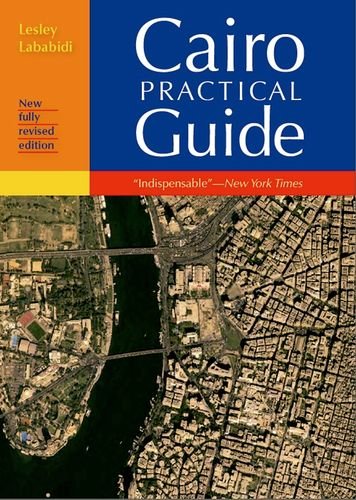 Lesley
Lababidi
New
fully
revised
edition
Cairo
PRACTICAL
Guide
“Indispensable”—New York Times